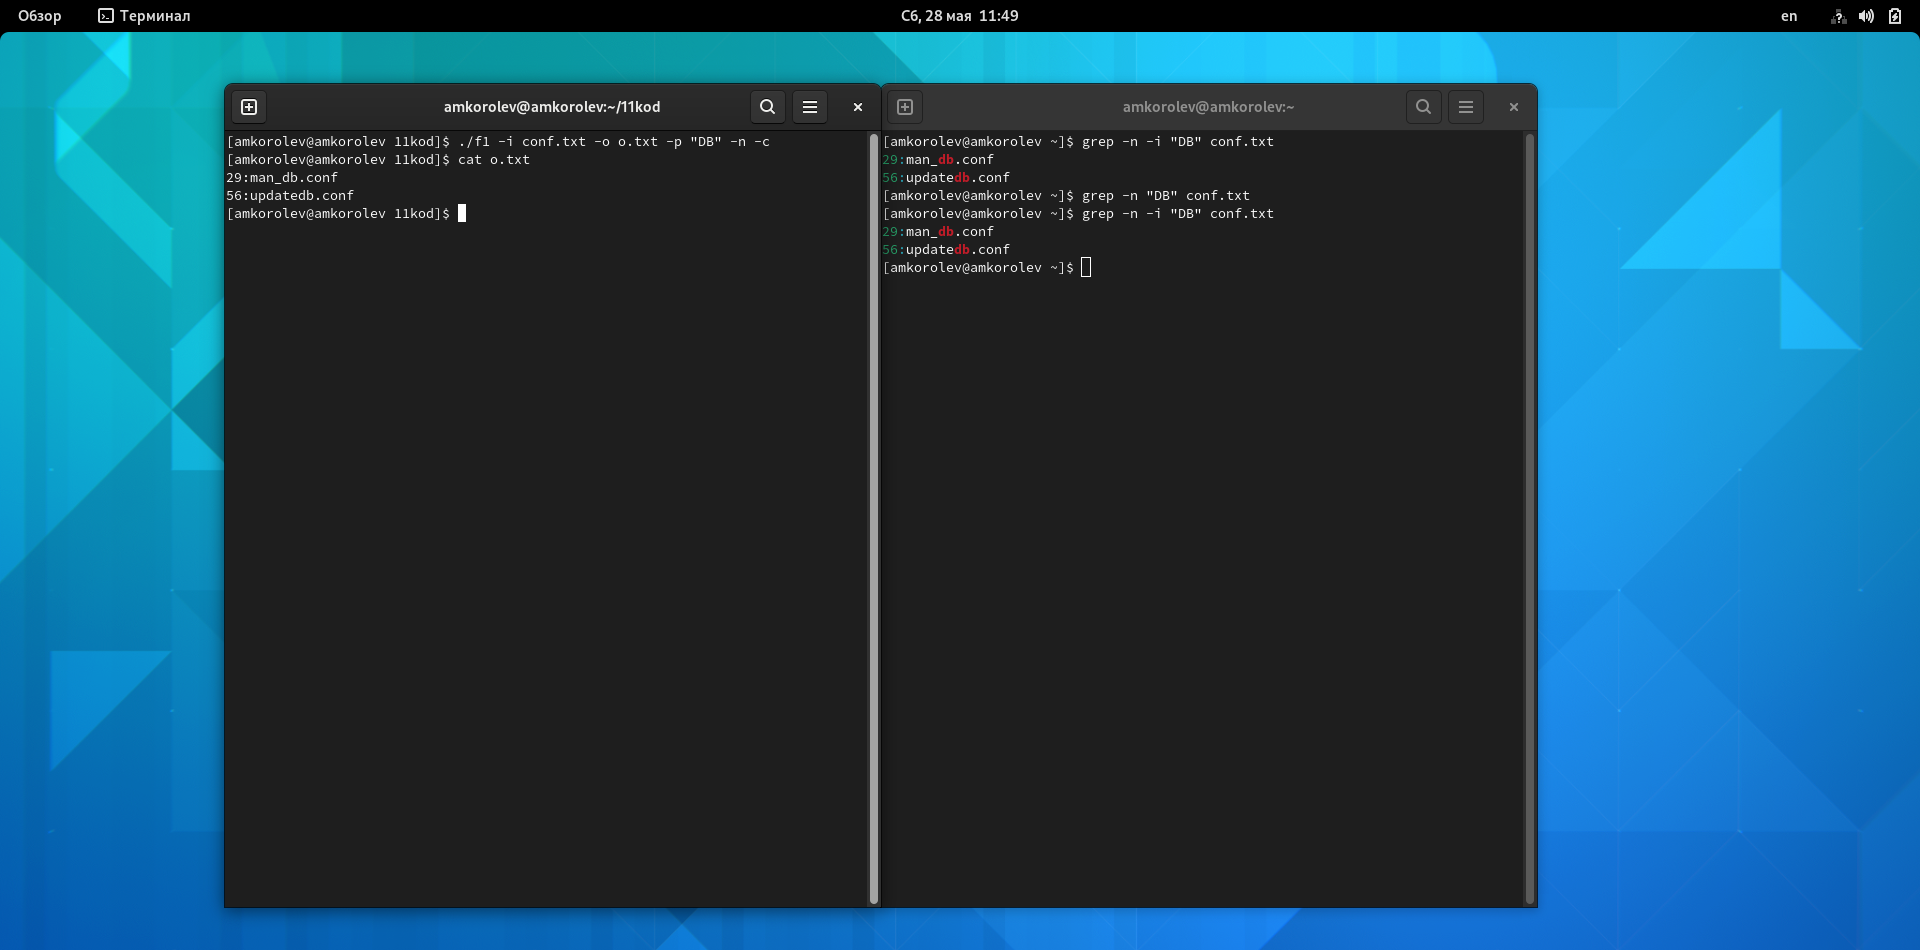 Обзор
Терминал
Сб, 28 мая 11:49
en
amkorolev@amkorolev:~/11kod
[amkorolev@amkorolev 11kod]$ ./f1 -i conf.txt -o o.txt -p "DB" -n -c
[amkorolev@amkorolev 11kod]$ cat o.txt
29:man_db.conf
56:updatedb.conf
[amkorolev@amkorolev 11kod]$
amkorolev@amkorolev:~
[amkorolev@amkorolev ~]$ grep -n -i "DB" conf.txt
29:man_db.conf
56:updatedb.conf
[amkorolev@amkorolev ~]$ grep -n "DB" conf.txt
[amkorolev@amkorolev ~]$ grep -n -i "DB" conf.txt
29:man_db.conf
56:updatedb.conf
[amkorolev@amkorolev ~]$